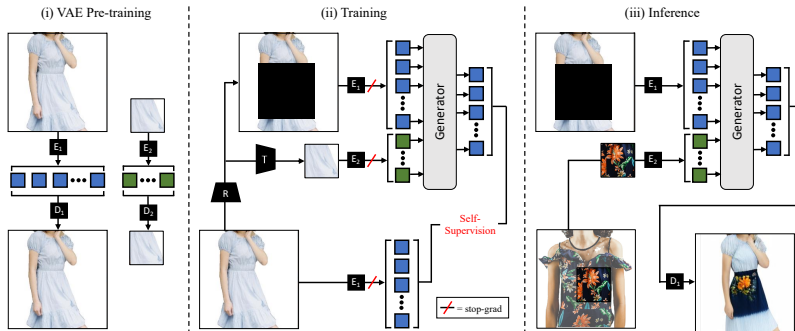 (i) VAE Pre-training
(ii) Training
(iii) Inference
E₁
E₂
D₁
D₂
E₁
Generator
T
E₂
R
Self-
Supervision
E₁
= stop-grad
E₁
Generator
E₂
D₁